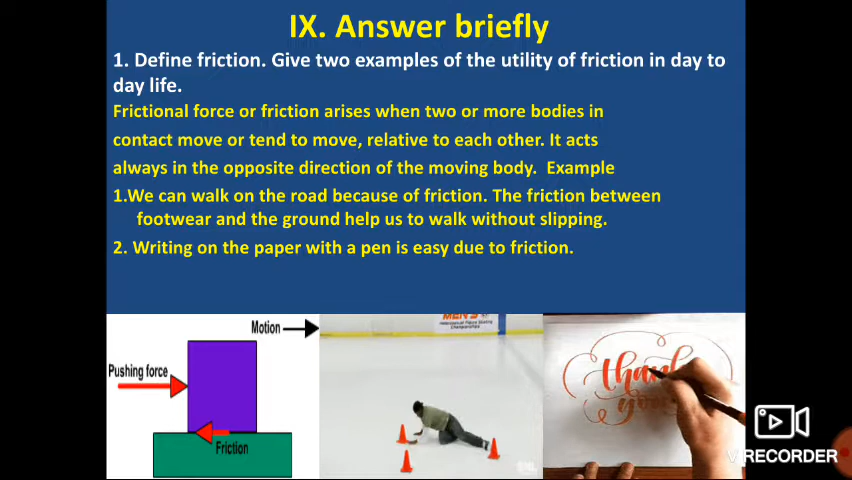 IX. Answer briefly
1. Define friction. Give two examples of the utility of friction in day to
day life.
Frictional force or friction arises when two or more bodies in
contact move or tend to move, relative to each other. It acts
always in the opposite direction of the moving body.  Example
1.We can walk on the road because of friction. The friction between
footwear and the ground help us to walk without slipping.
2. Writing on the paper with a pen is easy due to friction.
Motion
Pushing force
Friction
MEN'S
Championships
thank
you
V RECORDER